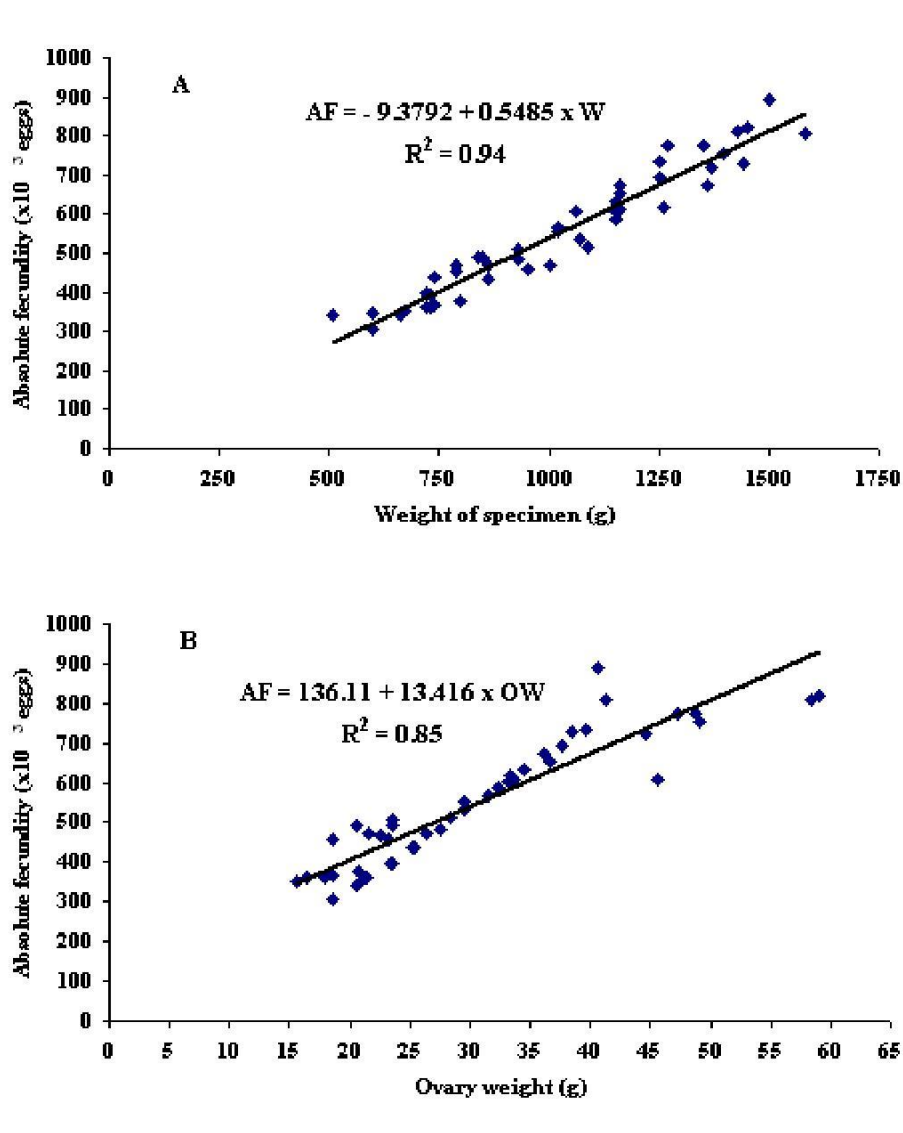 A
AF = - 9.3792 + 0.5485 x W
R² = 0.94
Absolute fecundity (x10 ³ eggs)
1000
900
800
700
600
500
400
300
200
100
0
0 250 500 750 1000 1250 1500 1750
Weight of specimen (g)
B
AF = 136.11 + 13.416 x OW
R² = 0.85
Absolute fecundity (x10 ³ eggs)
1000
900
800
700
600
500
400
300
200
100
0
0 5 10 15 20 25 30 35 40 45 50 55 60 65
Ovary weight (g)